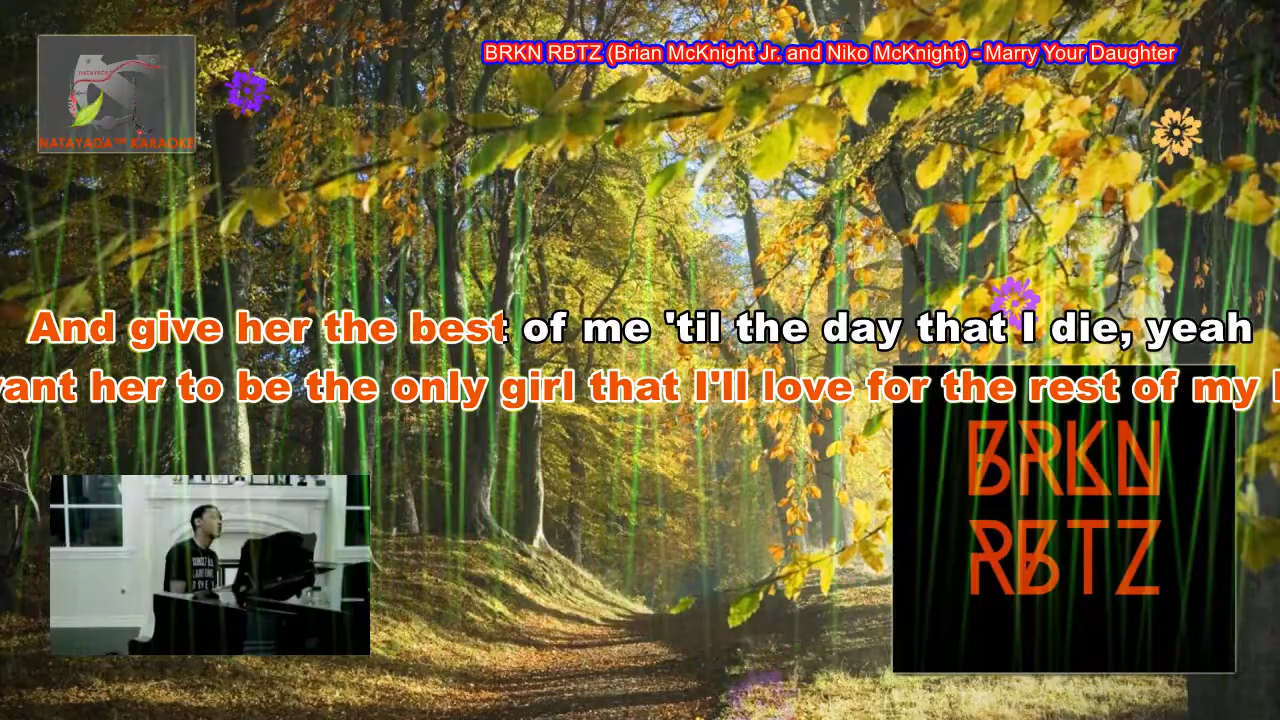 BRKN RBTZ (Brian McKnight Jr. and Niko McKnight) - Marry Your Daughter
NATAYADA
NATAYADA™ KARAOKE
And give her the best of me 'til the day that I die, yeah
her to be the only girl that I'll love for the rest of my
BRKN
RBTZ